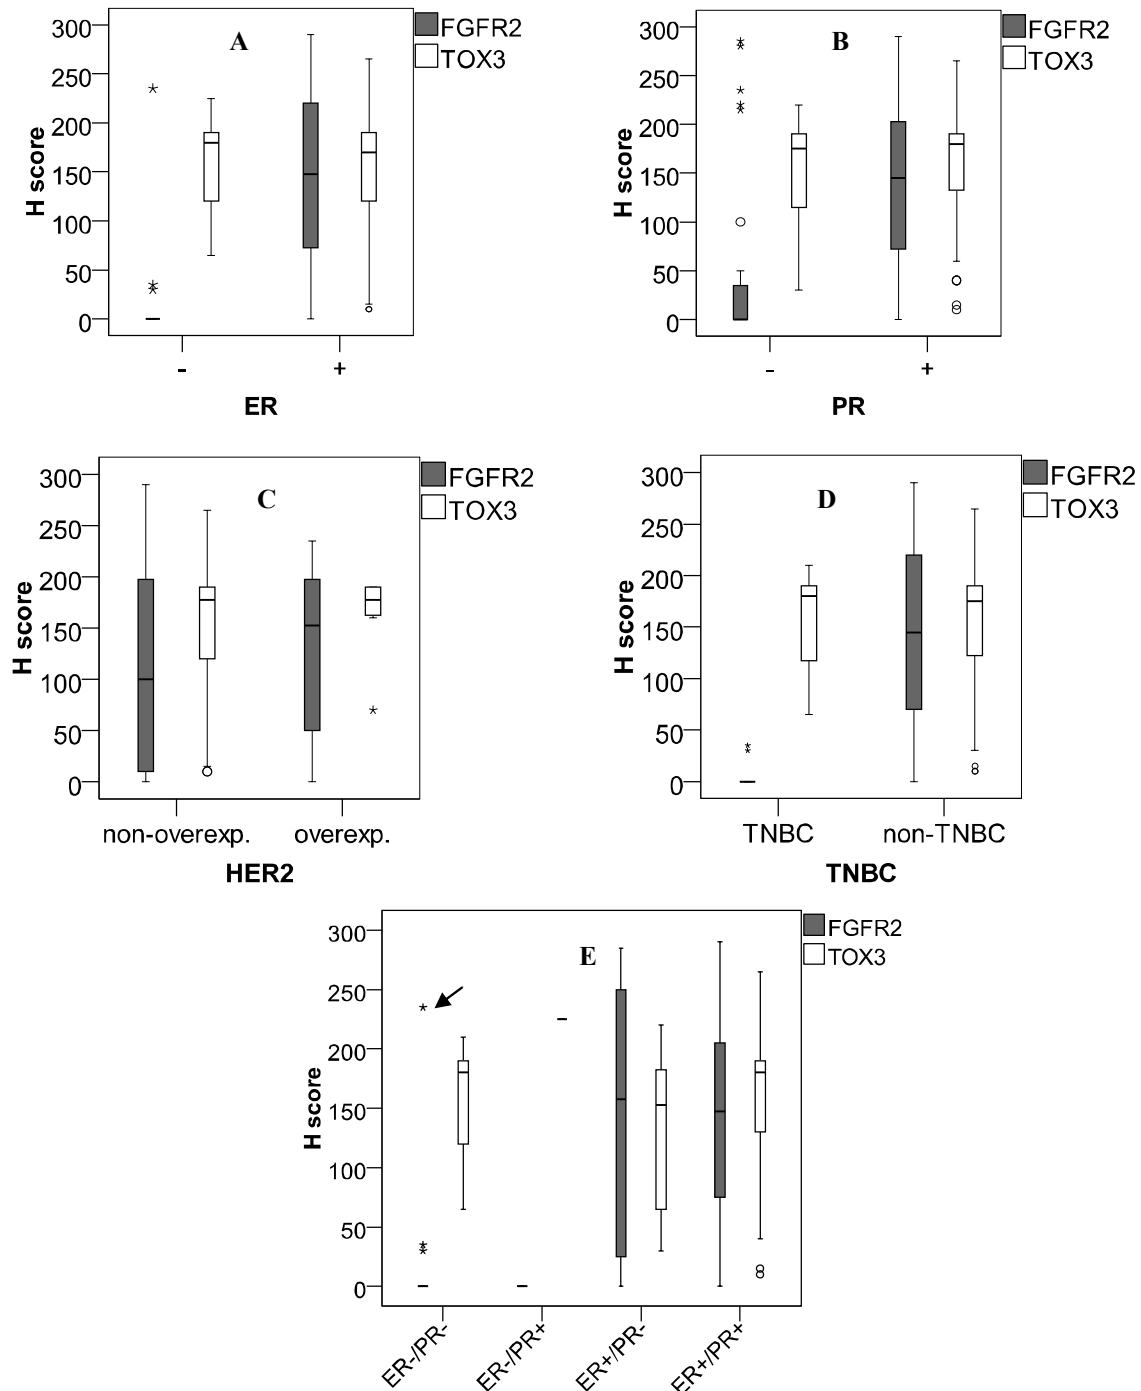 A
FGFR2
TOX3
H score
300
250
200
150
100
50
0
- +
ER
B
FGFR2
TOX3
H score
300
250
200
150
100
50
0
- +
PR
C
FGFR2
TOX3
H score
300
250
200
150
100
50
0
non-overexp. overexp.
HER2
D
FGFR2
TOX3
H score
300
250
200
150
100
50
0
TNBC non-TNBC
TNBC
E
FGFR2
TOX3
H score
300
250
200
150
100
50
0
ER-/PR- ER-/PR+ ER+/PR- ER+/PR+